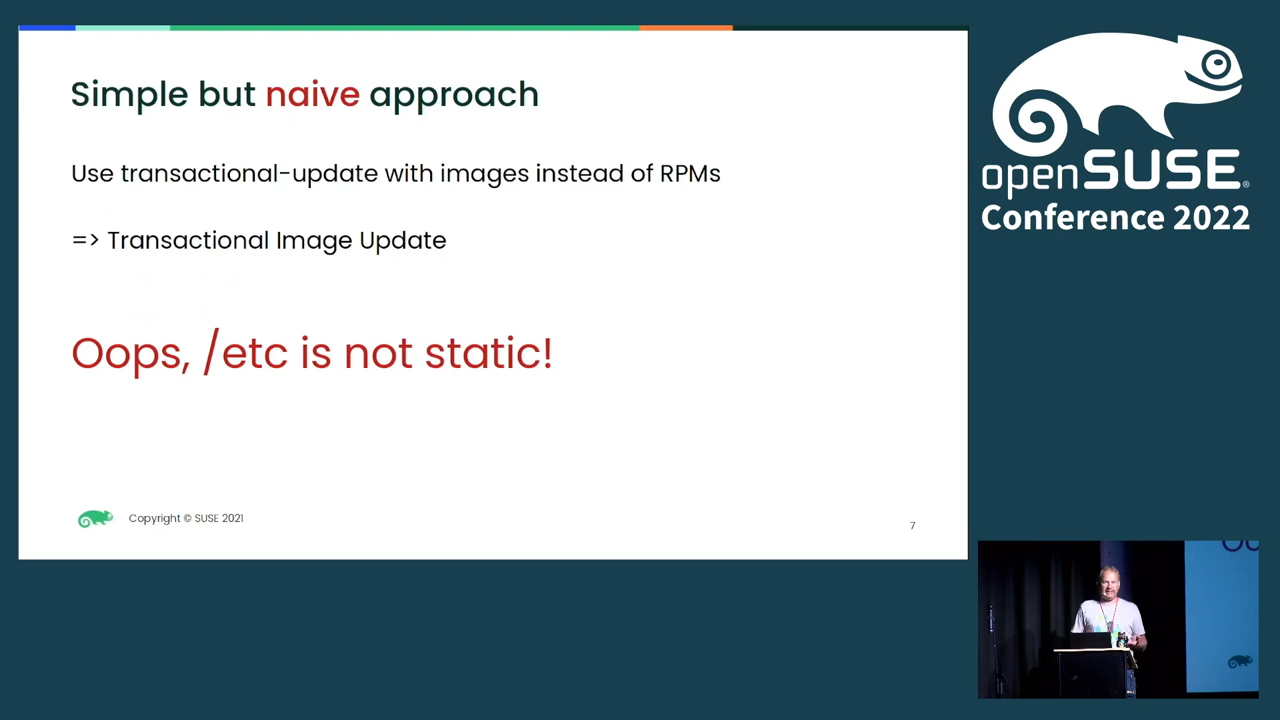 Simple but naive approach
Use transactional-update with images instead of RPMs
=> Transactional Image Update
Oops, /etc is not static!
Copyright © SUSE 2021
7
openSUSE®
Conference 2022